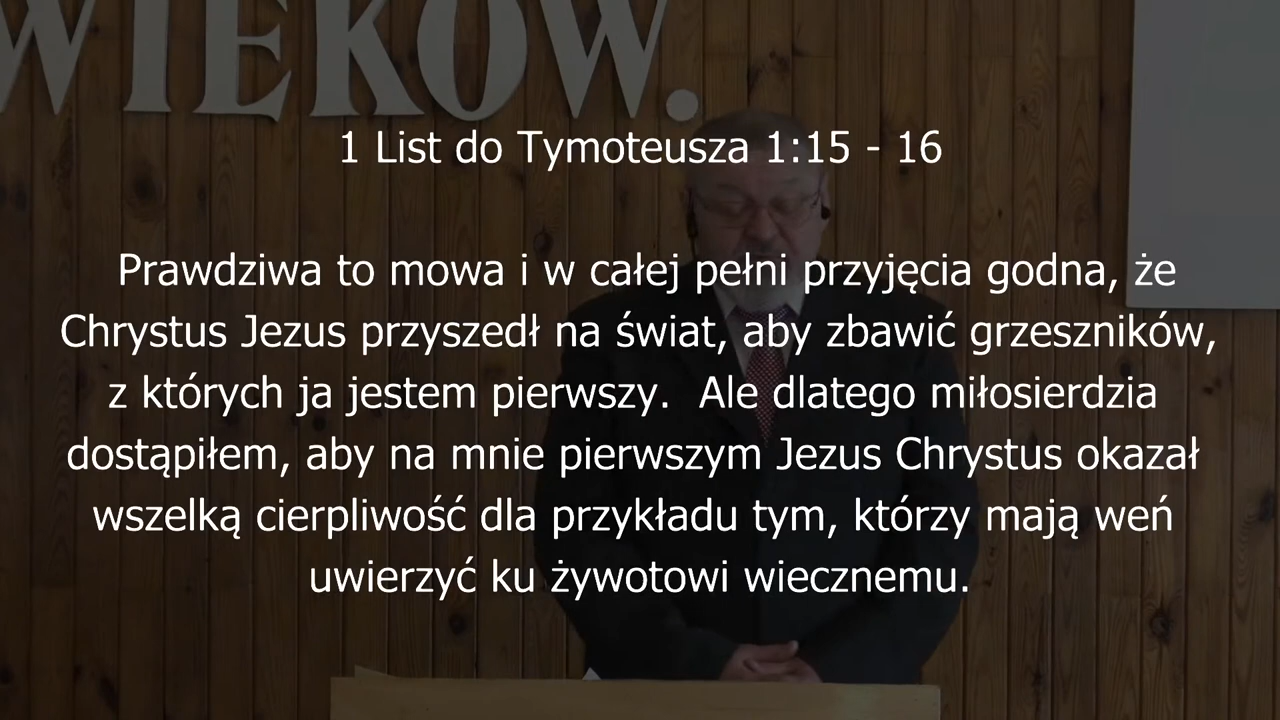 WIEKÓW.
1 List do Tymoteusza 1:15 - 16
Prawdziwa to mowa i w całej pełni przyjęcia godna, że
Chrystus Jezus przyszedł na świat, aby zbawić grzeszników,
z których ja jestem pierwszy.  Ale dlatego miłosierdzia
dostąpiłem, aby na mnie pierwszym Jezus Chrystus okazał
wszelką cierpliwość dla przykładu tym, którzy mają weń
uwierzyć ku żywotowi wiecznemu.